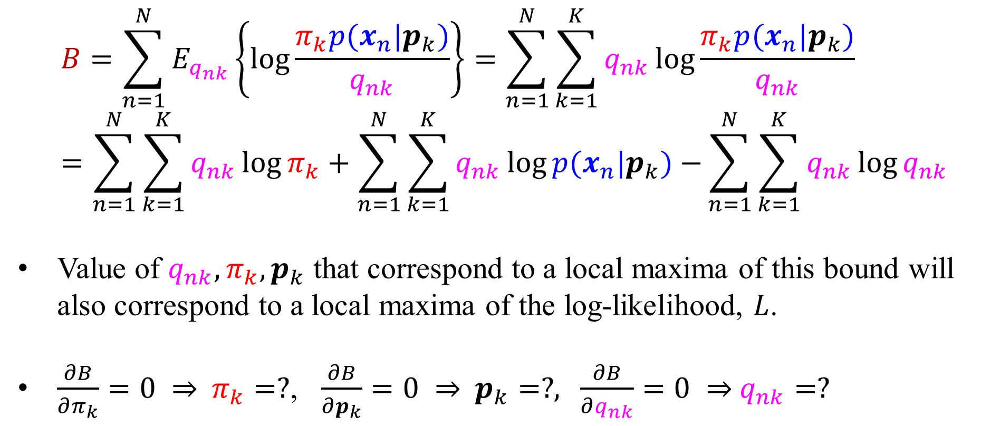 B = \sum_{n=1}^{N} E_{q_{nk}} \left\{ \log \frac{\pi_k p(\boldsymbol{x}_n|\boldsymbol{p}_k)}{q_{nk}} \right\} = \sum_{n=1}^{N} \sum_{k=1}^{K} q_{nk} \log \frac{\pi_k p(\boldsymbol{x}_n|\boldsymbol{p}_k)}{q_{nk}}
= \sum_{n=1}^{N} \sum_{k=1}^{K} q_{nk} \log \pi_k + \sum_{n=1}^{N} \sum_{k=1}^{K} q_{nk} \log p(\boldsymbol{x}_n|\boldsymbol{p}_k) - \sum_{n=1}^{N} \sum_{k=1}^{K} q_{nk} \log q_{nk}
• Value of q_{nk}, \pi_k, \boldsymbol{p}_k that correspond to a local maxima of this bound will
also correspond to a local maxima of the log-likelihood, L.
• \frac{\partial B}{\partial \pi_k} = 0 ⇒ \pi_k =?, \frac{\partial B}{\partial \boldsymbol{p}_k} = 0 ⇒ \boldsymbol{p}_k =?, \frac{\partial B}{\partial q_{nk}} = 0 ⇒ q_{nk} =?